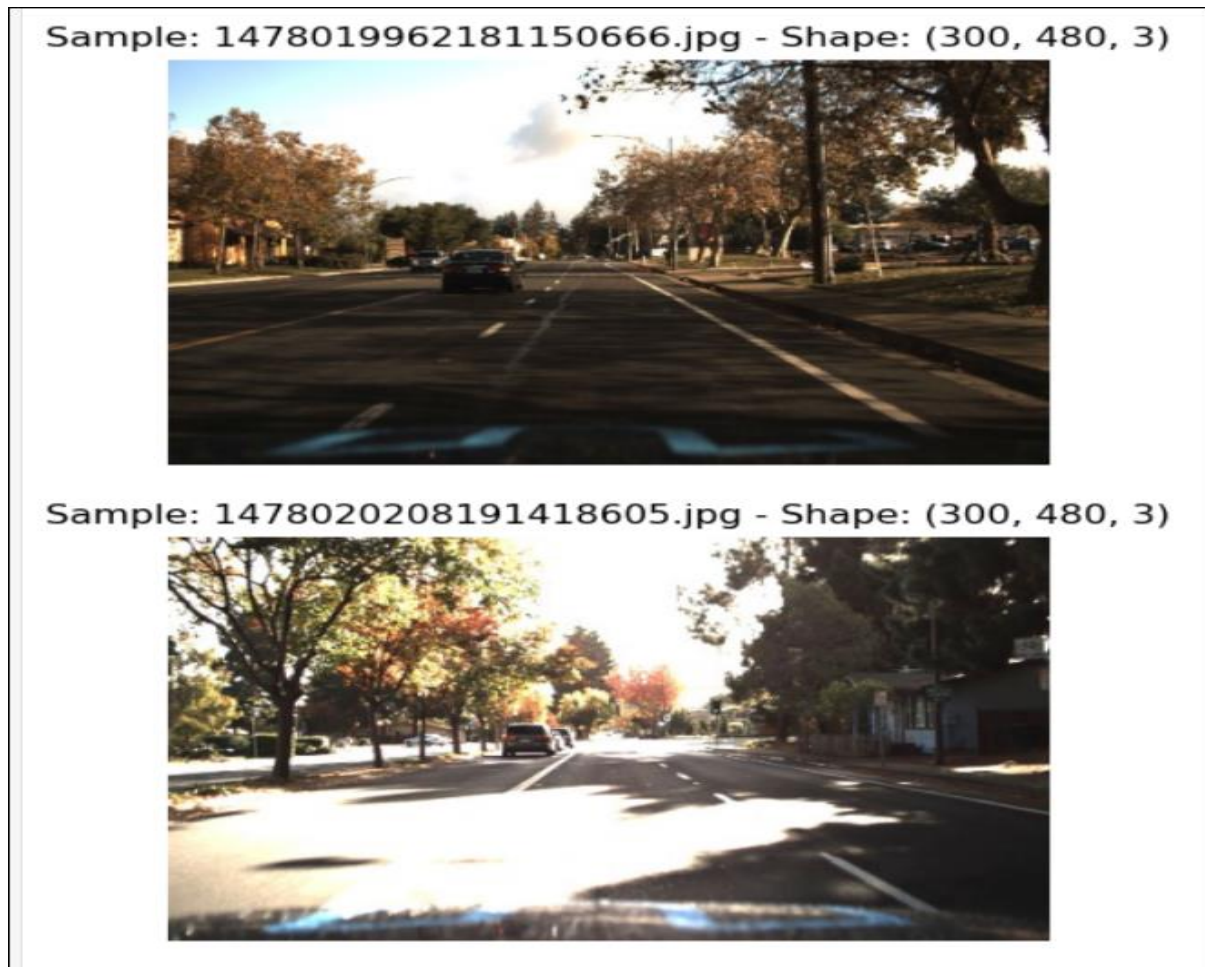 Sample: 1478019962181150666.jpg - Shape: (300, 480, 3)
Sample: 1478020208191418605.jpg - Shape: (300, 480, 3)